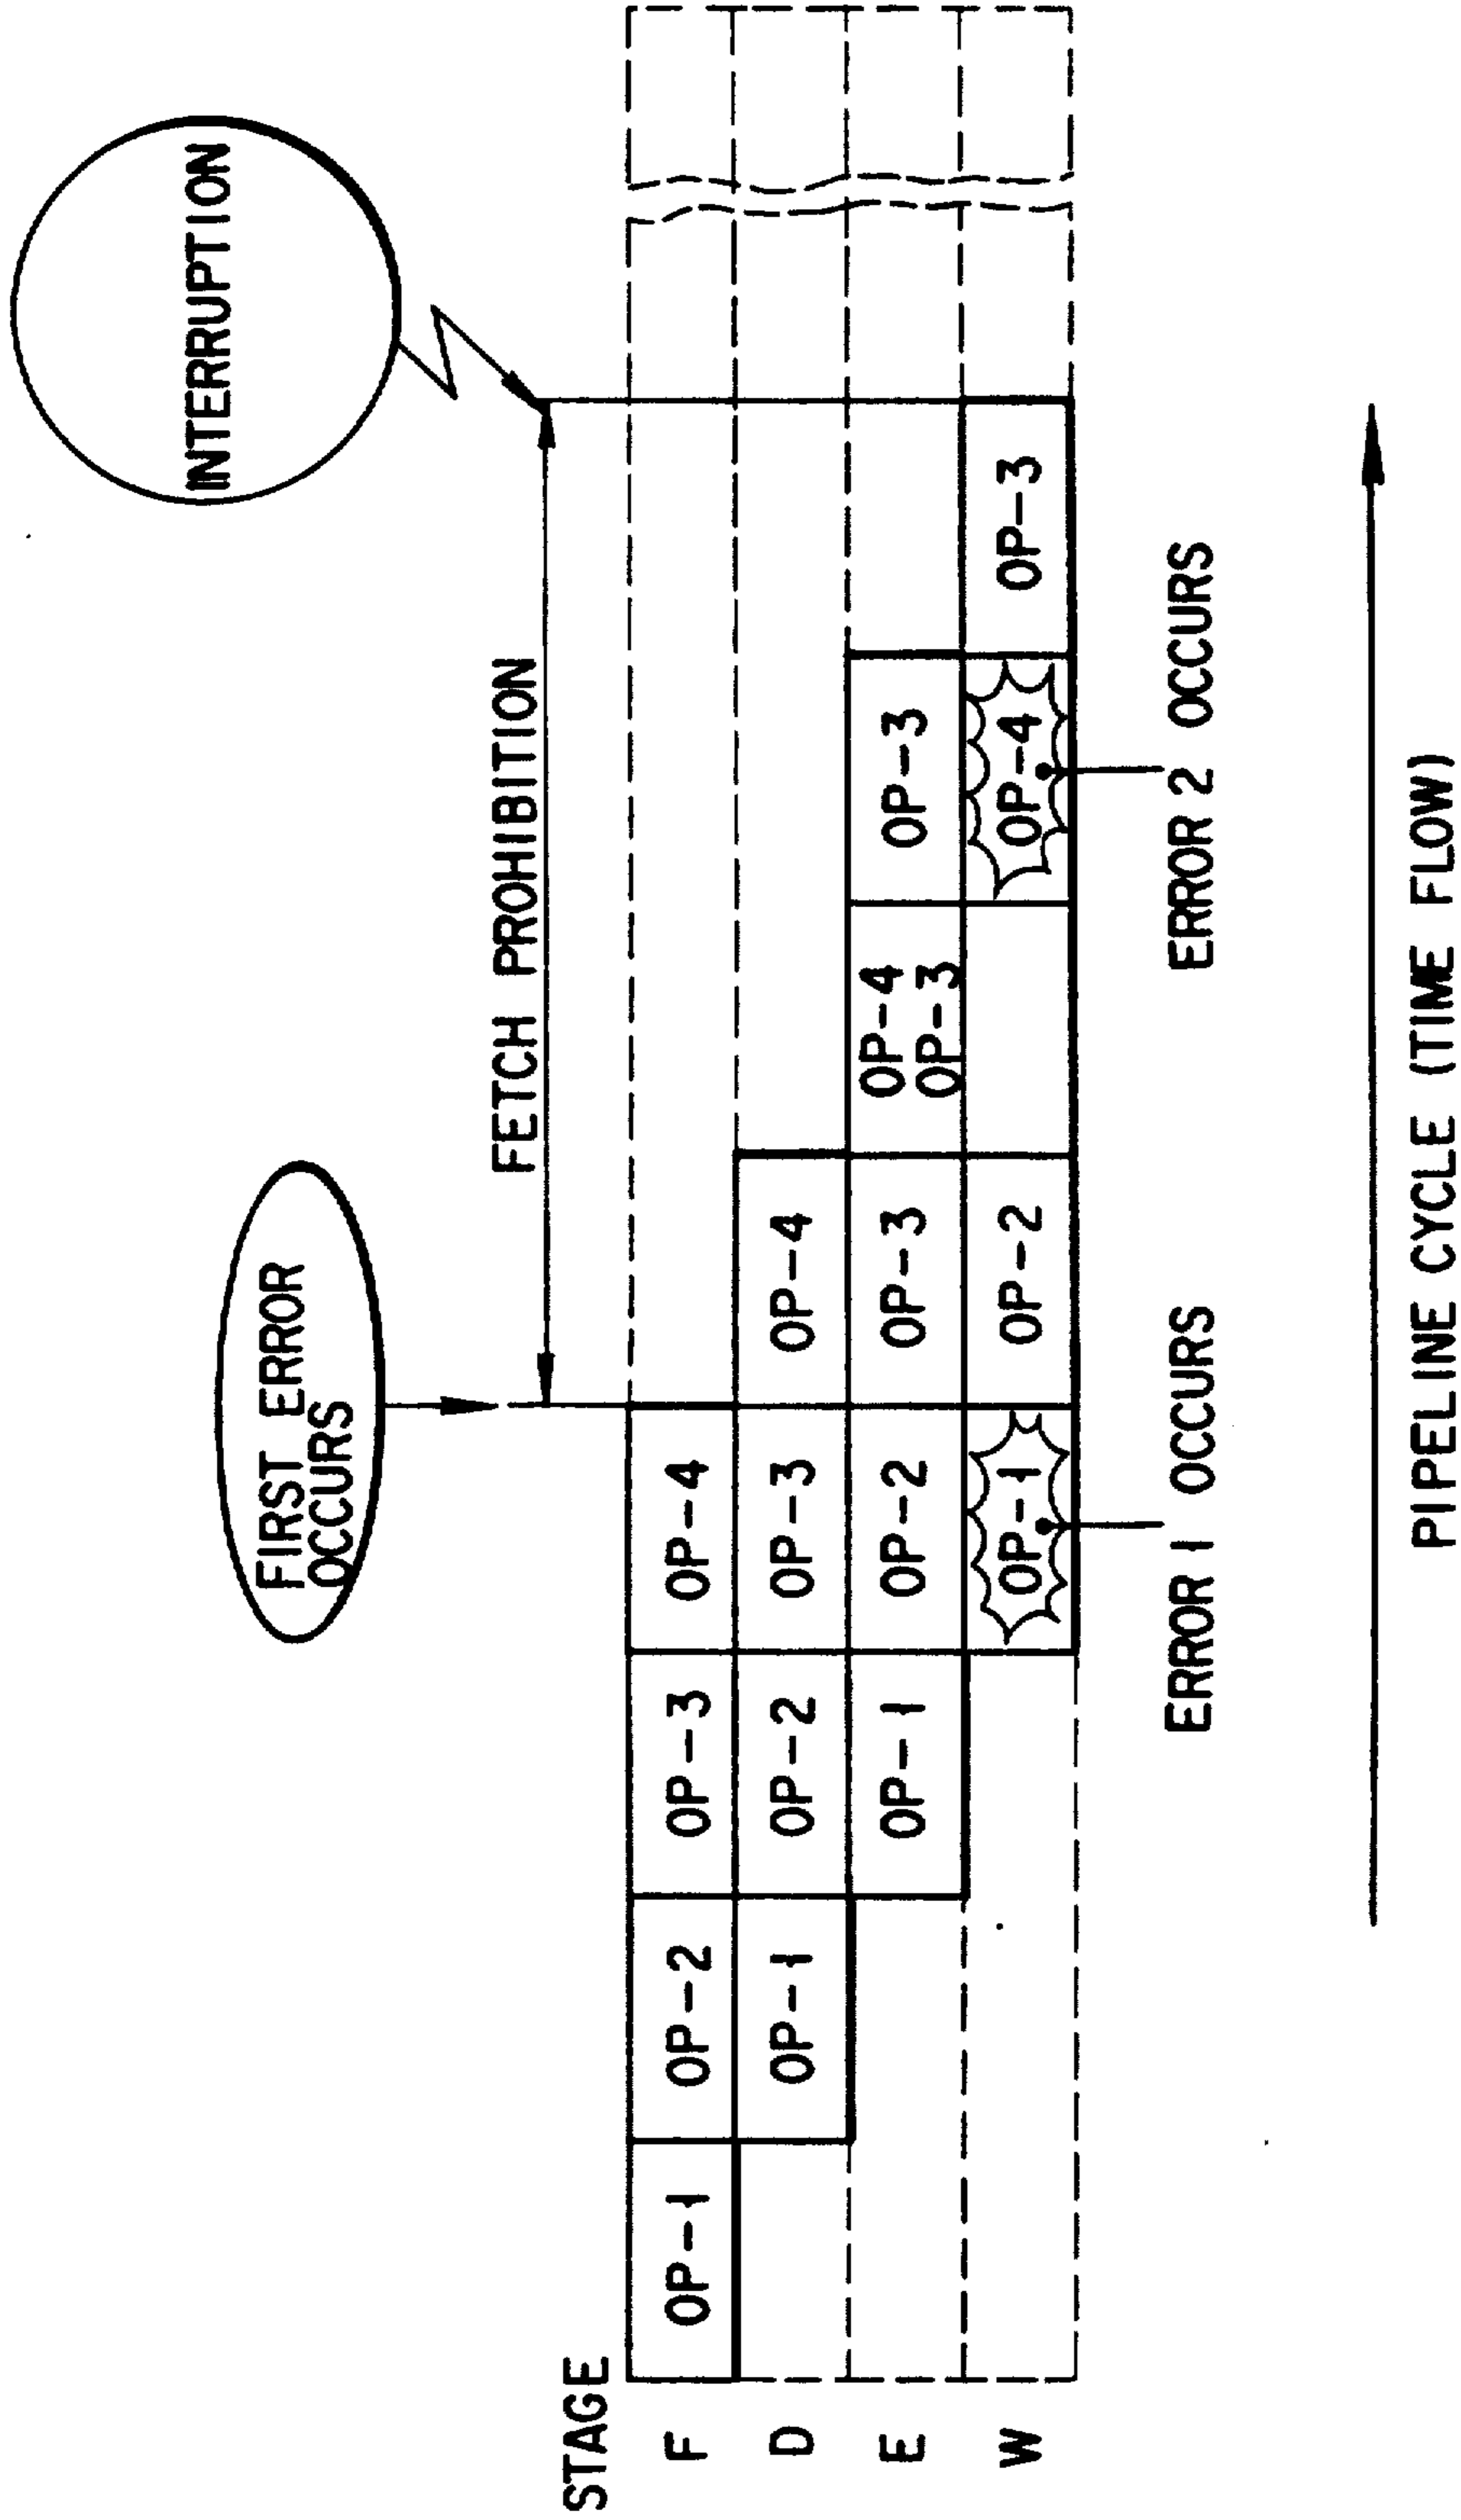 INTERRUPTION
FIRST ERROR
OCCURS
FETCH PROHIBITION
STAGE
F OP-1 OP-2 OP-3 OP-4
D OP-1 OP-2 OP-3 OP-4
E OP-1 OP-2 OP-3 OP-4 OP-3
OP-3
W OP-1 OP-2 OP-4 OP-3
ERROR 1 OCCURS ERROR 2 OCCURS
PIPELINE CYCLE (TIME FLOW)